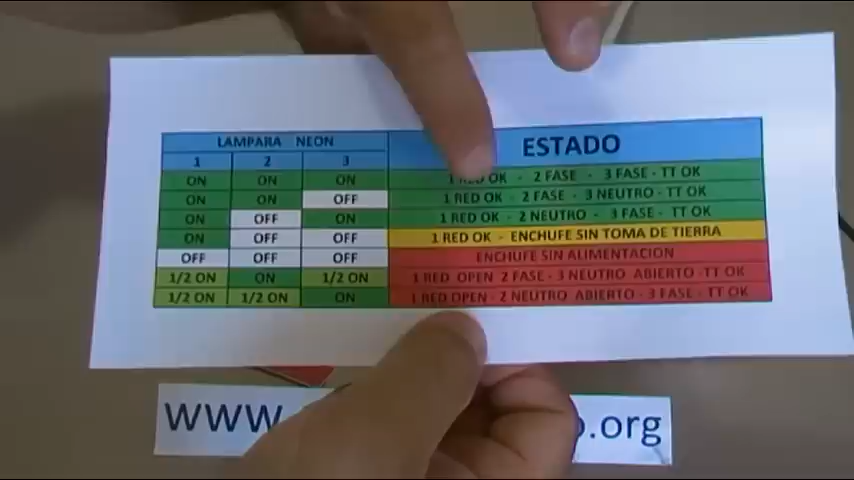 LAMPARA NEON ESTADO
1 2 3
ON ON ON 1 RED OK - 2 FASE - 3 FASE - TT OK
ON ON OFF 1 RED OK - 2 FASE - 3 NEUTRO - TT OK
ON OFF ON 1 RED OK - 2 NEUTRO - 3 FASE - TT OK
ON OFF OFF 1 RED OK - ENCHUFE SIN TOMA DE TIERRA
OFF OFF OFF ENCHUFE SIN ALIMENTACION
1/2 ON ON 1/2 ON 1 RED OPEN 2 FASE - 3 NEUTRO ABIERTO - TT OK
1/2 ON 1/2 ON ON 1 RED OPEN - 2 NEUTRO ABIERTO - 3 FASE - TT OK
www .org